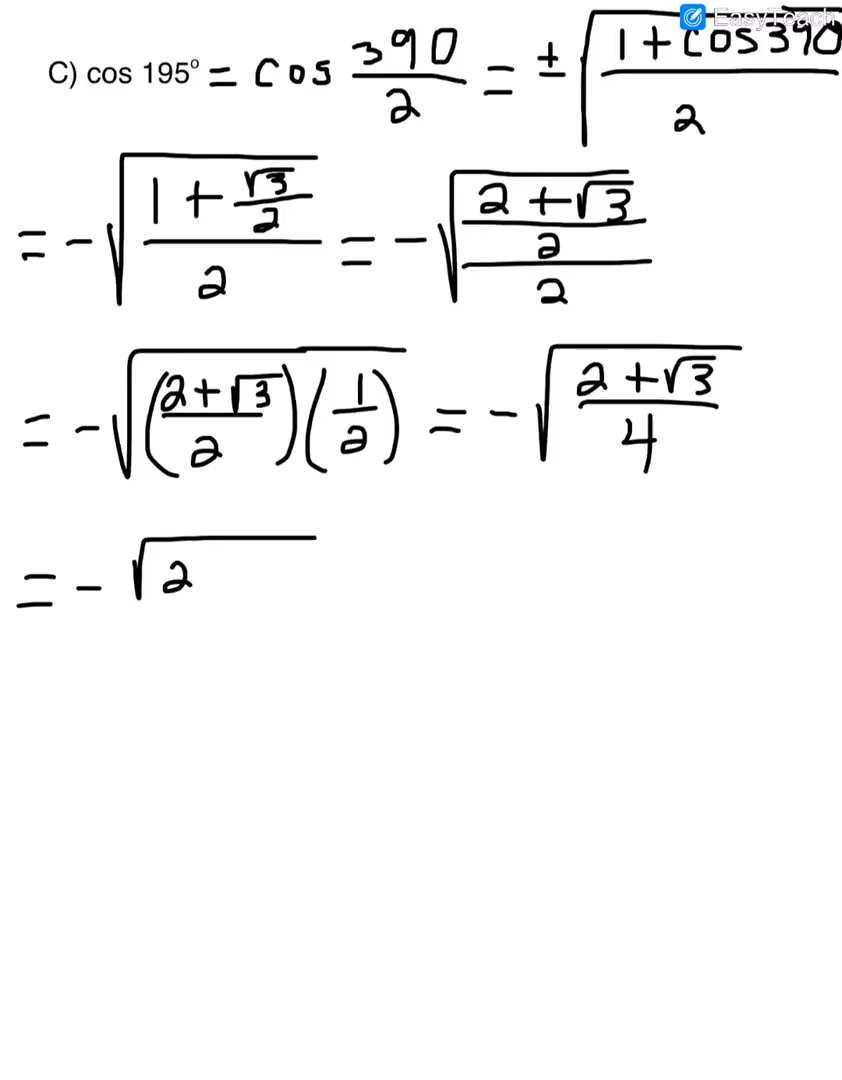 EasyTeach
C) cos 195° = cos 390/2 = ± √((1 + cos 390)/2)
= - √((1 + √3/2)/2) = - √(((2 + √3)/2)/2)
= - √(((2 + √3)/2)(1/2)) = - √((2 + √3)/4)
= - √2